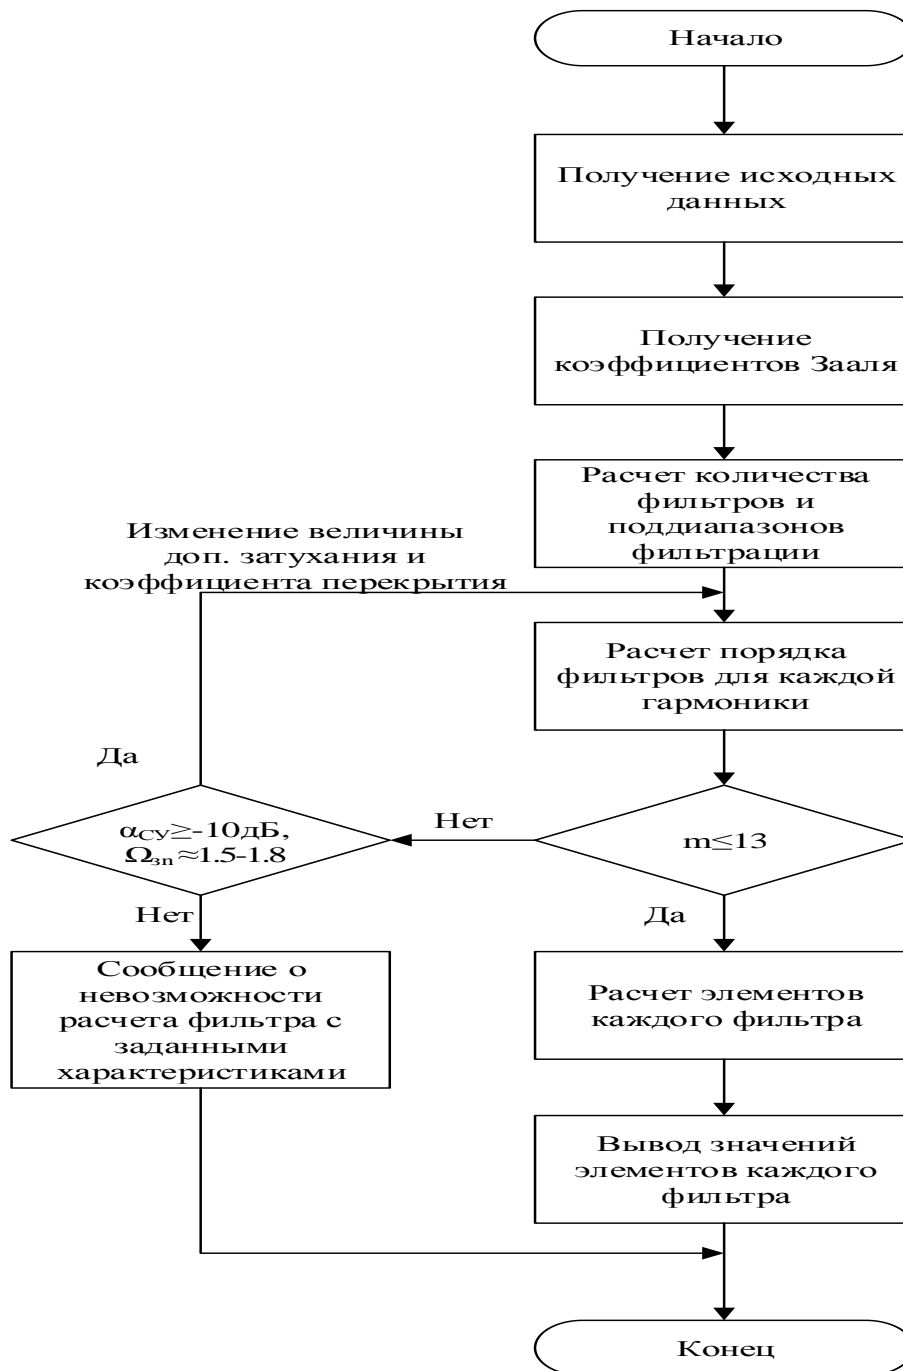 Начало
Получение исходных
данных
Получение
коэффициентов Зааля
Расчет количества
фильтров и
поддиапазонов
фильтрации
Изменение величины
доп. затухания и
коэффициента перекрытия
Расчет порядка
фильтров для каждой
гармоники
Да
αСУ≥-10дБ,
Ωзп≈1.5-1.8
Нет
m≤13
Нет
Да
Сообщение о
невозможности
расчета фильтра с
заданными
характеристиками
Расчет элементов
каждого фильтра
Вывод значений
элементов каждого
фильтра
Конец